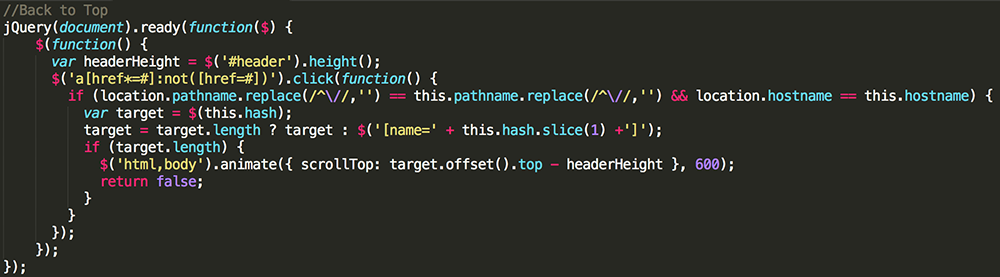 //Back to Top
jQuery(document).ready(function($) {
    $(function() {
      var headerHeight = $('#header').height();
      $('a[href*=#]:not([href=#])').click(function() {
        if (location.pathname.replace(/^\//,'') == this.pathname.replace(/^\//,'') && location.hostname == this.hostname) {
          var target = $(this.hash);
          target = target.length ? target : $('[name=' + this.hash.slice(1) +']');
          if (target.length) {
            $('html,body').animate({ scrollTop: target.offset().top - headerHeight }, 600);
            return false;
          }
        }
      });
    });
});